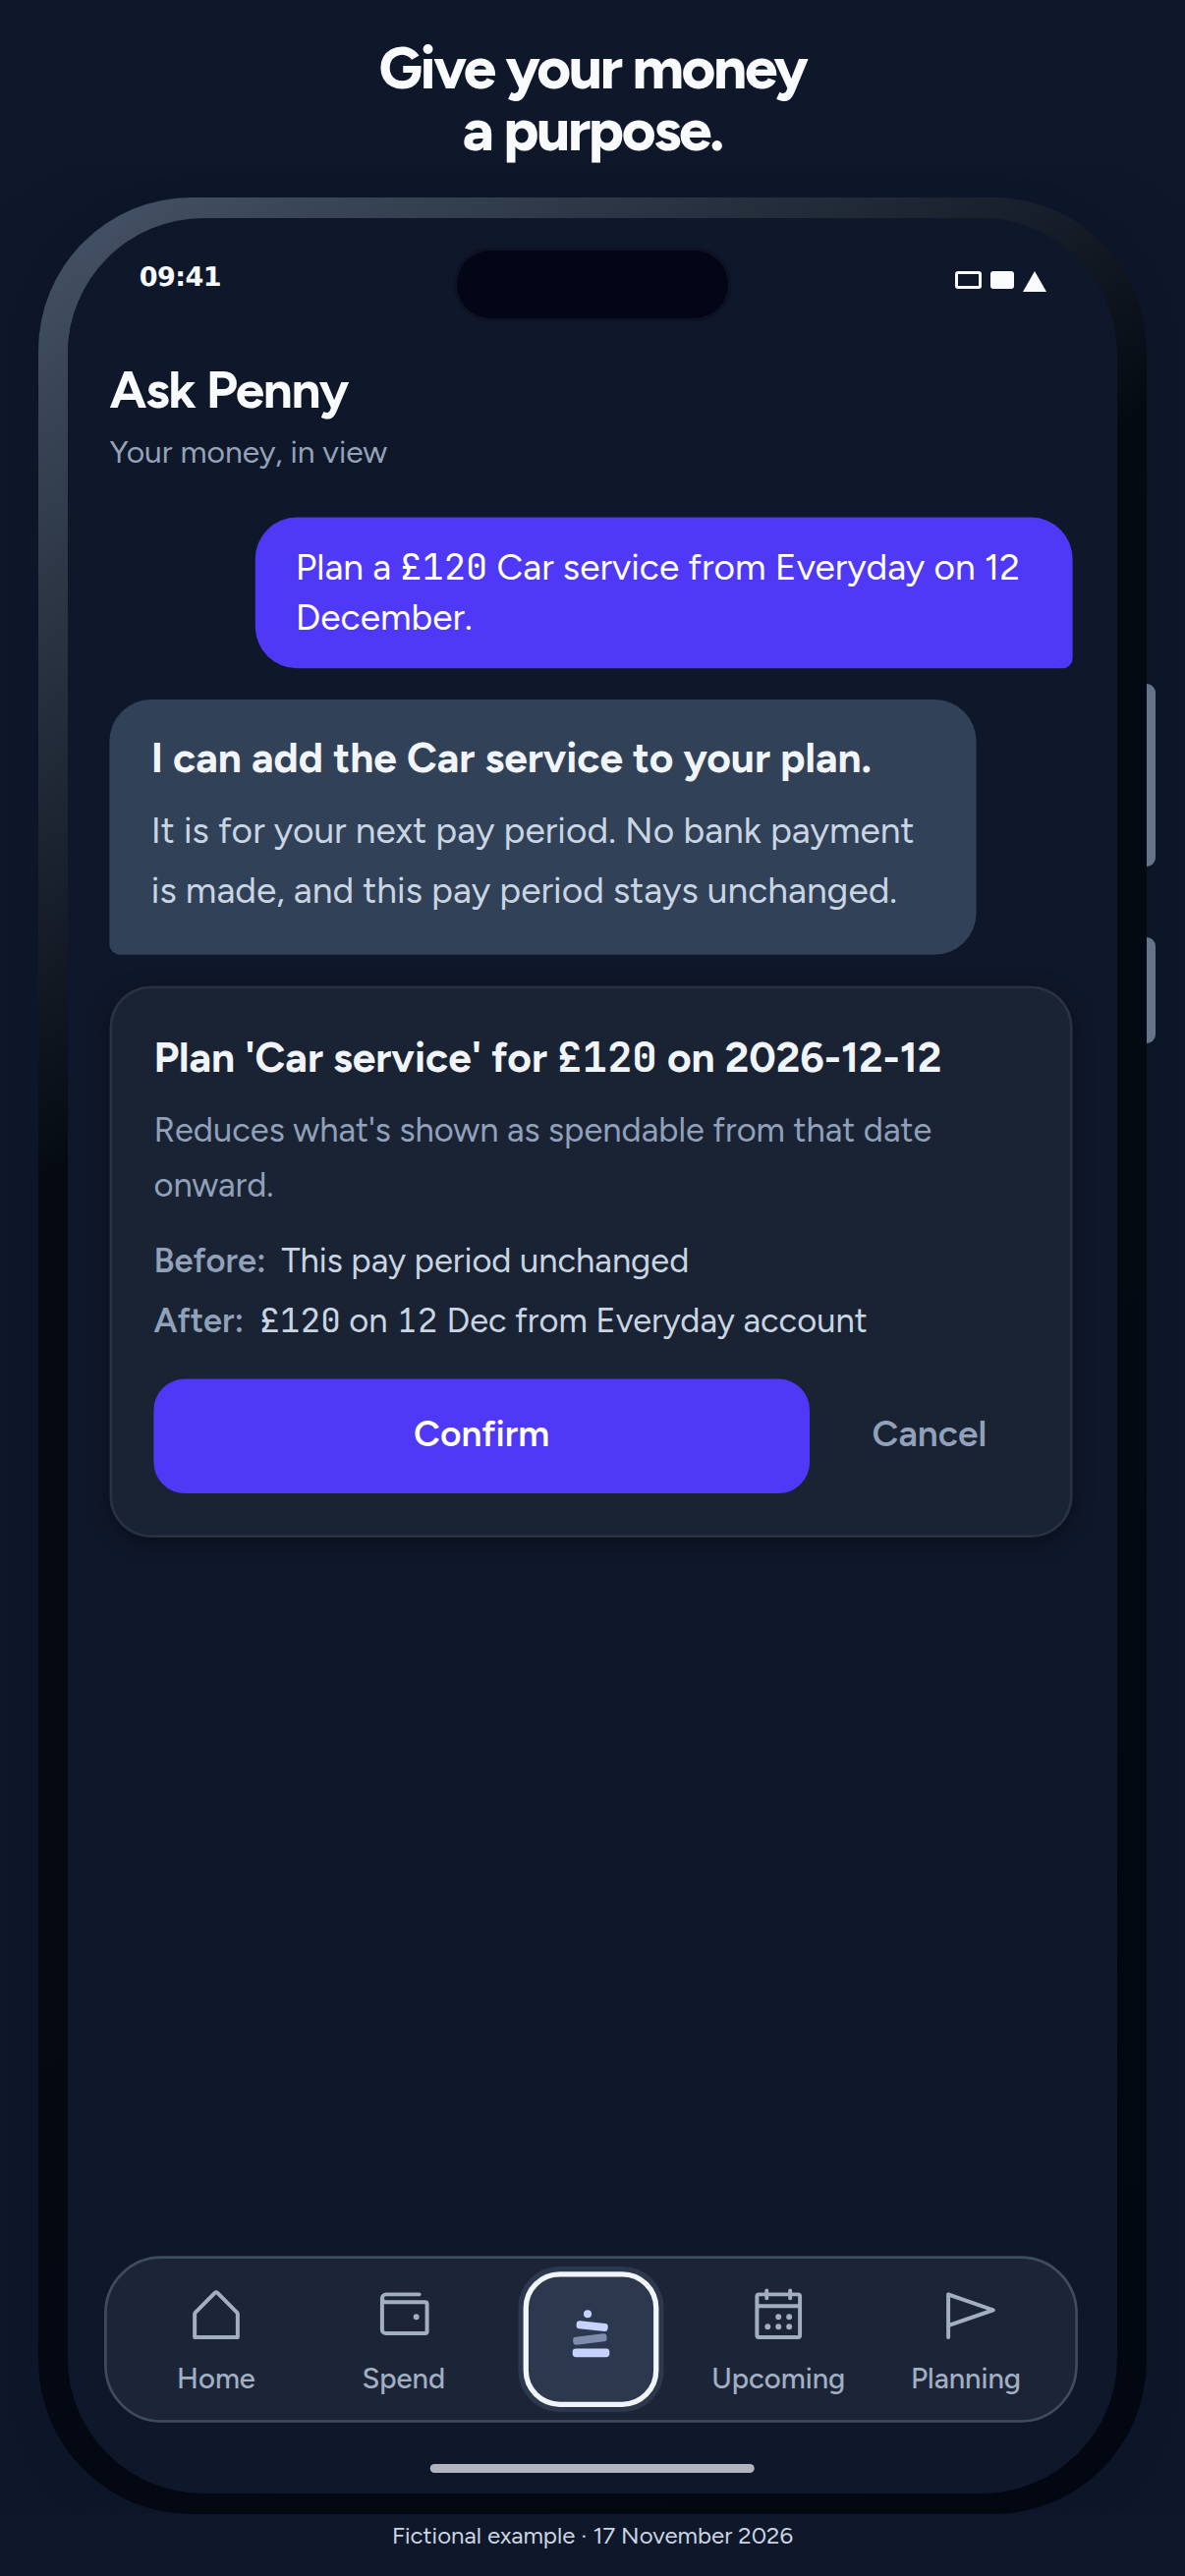 Give your money
a purpose.
09:41
Ask Penny
Your money, in view
Plan a £120 Car service from Everyday on 12
December.
I can add the Car service to your plan.
It is for your next pay period. No bank payment
is made, and this pay period stays unchanged.
Plan 'Car service' for £120 on 2026-12-12
Reduces what's shown as spendable from that date
onward.
Before: This pay period unchanged
After: £120 on 12 Dec from Everyday account
Confirm
Cancel
Home
Spend
Upcoming
Planning
Fictional example · 17 November 2026